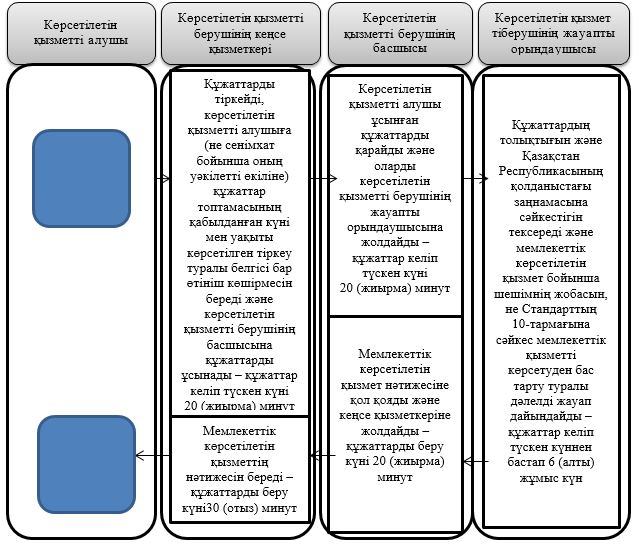 Көрсетілетін
қызметті алушы
Көрсетілетін қызметті
берушінің кеңсе
қызметкері
Көрсетілетін
қызметті берушінің
басшысы
Көрсетілетін қызмет
тіберушінің жауапты
орындаушысы
Құжаттарды
тіркейді,
көрсетілетін
қызметті алушыға
(не сенімхат
бойынша оның
уәкілетті өкіліне)
құжаттар
топтамасының
қабылданған күні
мен уақыты
көрсетілген тіркеу
туралы белгісі бар
өтініш көшірмесін
береді және
көрсетілетін
қызметті берушінің
басшысына
құжаттарды
ұсынады – құжаттар
келіп түскен күні
20 (жиырма) минут
Мемлекеттік
көрсетілетін
қызметтің
нәтижесін береді –
құжаттарды беру
күні30 (отыз) минут
Көрсетілетін
қызметті алушы
ұсынған
құжаттарды
қарайды және
оларды
көрсетілетін
қызметті берушінің
жауапты
орындаушысына
жолдайды –
құжаттар келіп
түскен күні
20 (жиырма) минут
Мемлекеттік
көрсетілетін
қызмет нәтижесіне
қол қояды және
кеңсе қызметкеріне
жолдайды –
құжаттарды беру
күні 20 (жиырма)
минут
Құжаттардың
толықтығын және
Қазақстан
Республикасының
қолданыстағы
заңнамасына
сәйкестігін
тексереді және
мемлекеттік
көрсетілетін
қызмет бойынша
шешімнің жобасын,
не Стандарттың
10-тармағына
сәйкес мемлекеттік
қызметті
көрсетуден бас
тарту туралы
дәлелді жауап
дайындайды –
құжаттар келіп
түскен күннен
бастап 6 (алты)
жұмыс күн